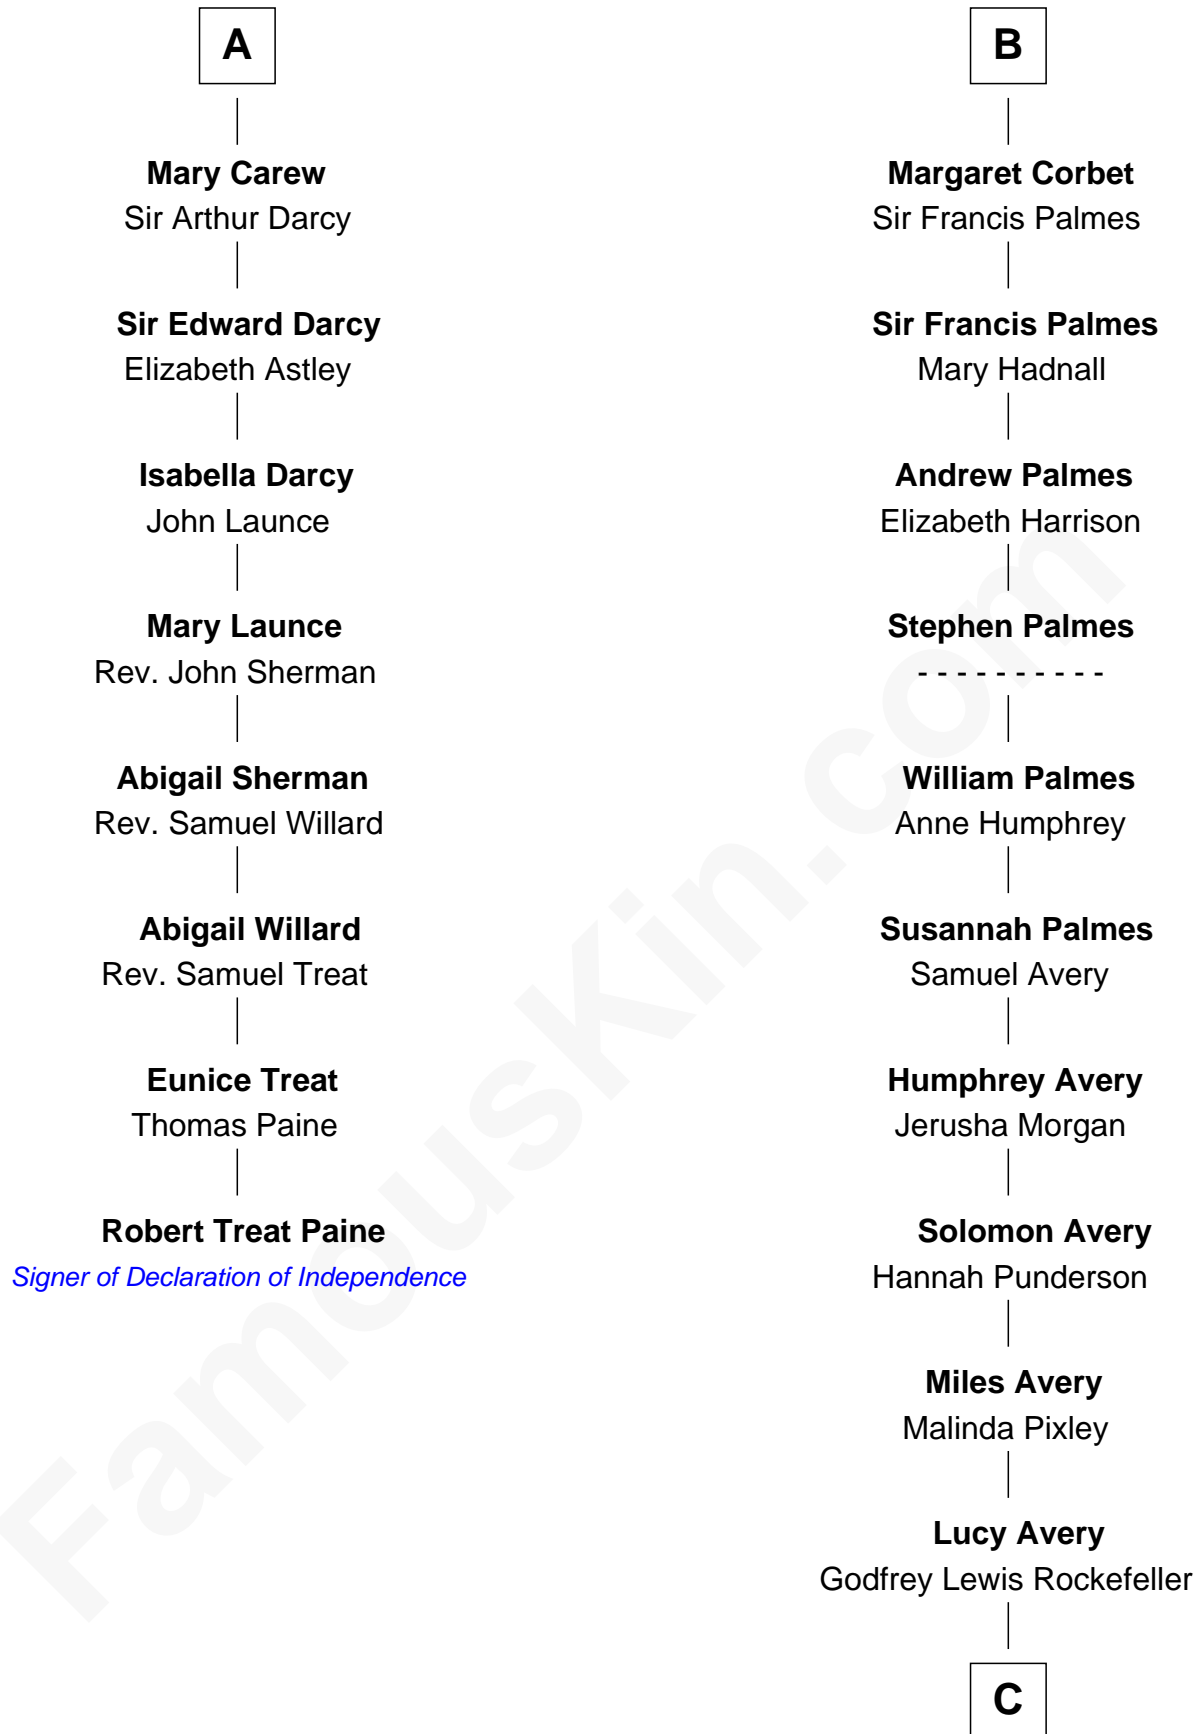 A
Mary Carew
Sir Arthur Darcy
Sir Edward Darcy
Elizabeth Astley
Isabella Darcy
John Launce
Mary Launce
Rev. John Sherman
Abigail Sherman
Rev. Samuel Willard
Abigail Willard
Rev. Samuel Treat
Eunice Treat
Thomas Paine
Robert Treat Paine
Signer of Declaration of Independence
B
Margaret Corbet
Sir Francis Palmes
Sir Francis Palmes
Mary Hadnall
Andrew Palmes
Elizabeth Harrison
Stephen Palmes
- - - - - - - - - -
William Palmes
Anne Humphrey
Susannah Palmes
Samuel Avery
Humphrey Avery
Jerusha Morgan
Solomon Avery
Hannah Punderson
Miles Avery
Malinda Pixley
Lucy Avery
Godfrey Lewis Rockefeller
C
FamousKin.com